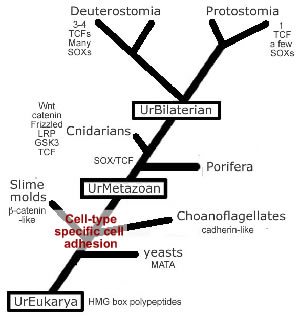 Deuterostomia
3-4
TCFs
Many
SOXs
Protostomia
1
TCF
a few
SOXs
UrBilaterian
Wnt
catenin
Frizzled
LRP
GSK3
TCF
Cnidarians
SOX/TCF
Porifera
UrMetazoan
Slime
molds
β-catenin
-like
Cell-type
specific cell
adhesion
Choanoflagellates
cadherin-like
yeasts
MATA
UrEukarya
HMG box polypeptides